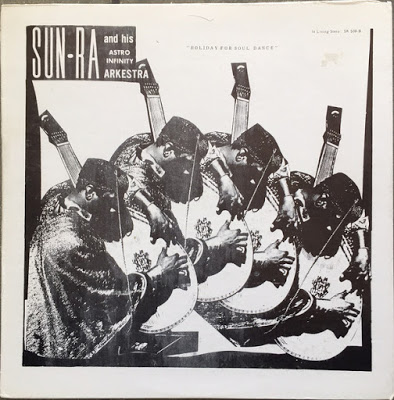 SUN-RA
and his
ASTRO
INFINITY
ARKESTRA
"HOLIDAY FOR SOUL DANCE"